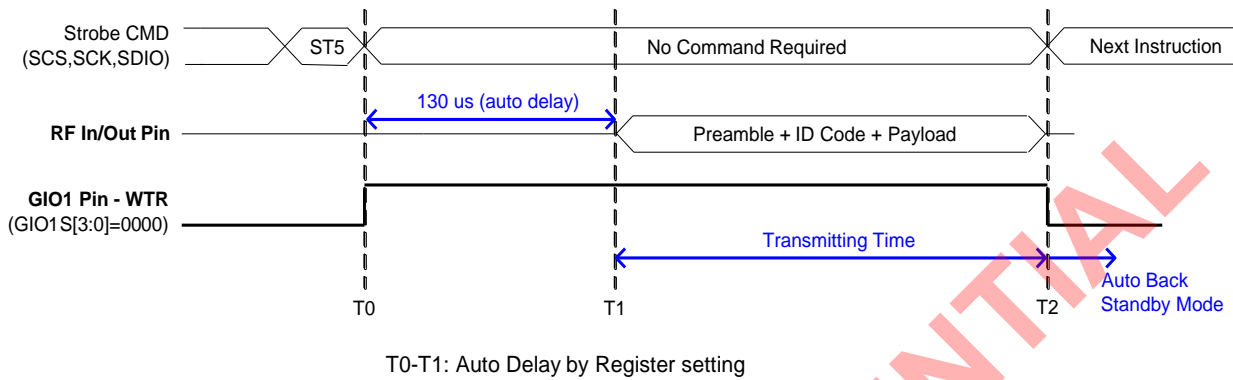 Strobe CMD
(SCS,SCK,SDIO)
ST5
No Command Required
Next Instruction
130 us (auto delay)
RF In/Out Pin
Preamble + ID Code + Payload
GIO1 Pin - WTR
(GIO1S[3:0]=0000)
Transmitting Time
Auto Back
Standby Mode
T0
T1
T2
T0-T1: Auto Delay by Register setting
NTIAL